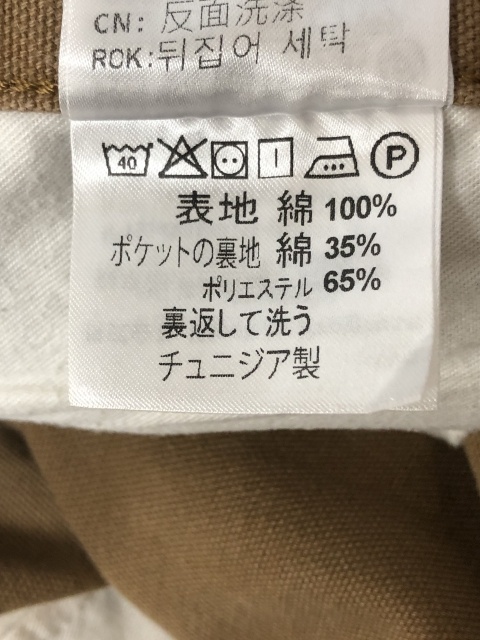 CN: 反面洗涤
ROK:뒤집어 세탁
40 P
表地 綿 100%
ポケットの裏地 綿 35%
ポリエステル 65%
裏返して洗う
チュニジア製